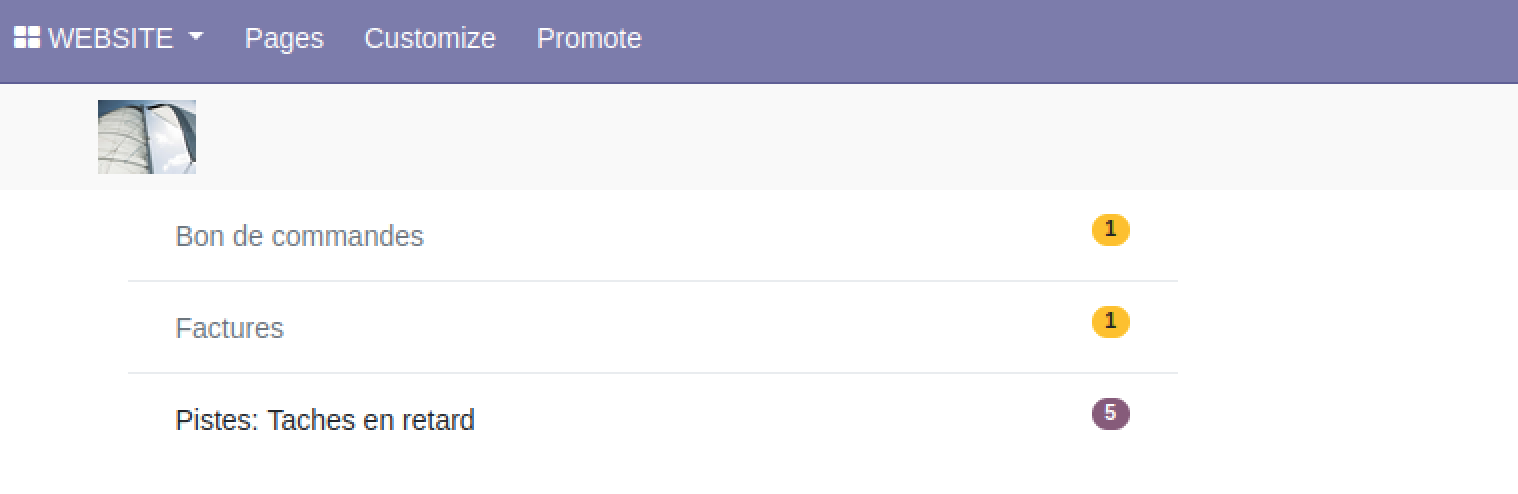 WEBSITE Pages Customize Promote
Bon de commandes 1
Factures 1
Pistes: Taches en retard 5